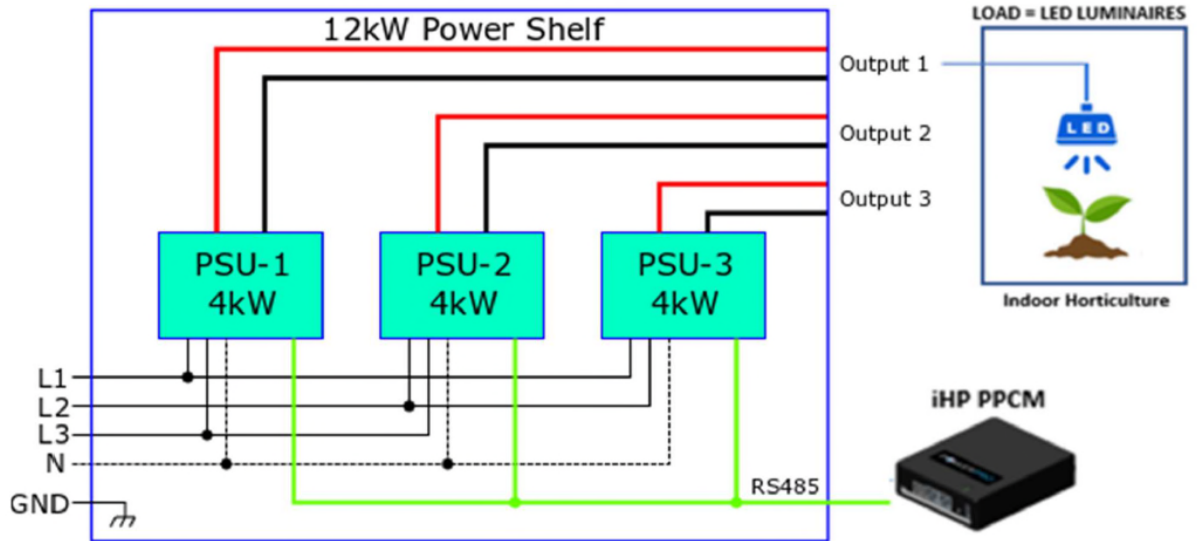 12kW Power Shelf
LOAD = LED LUMINAIRES
Output 1
LED
Output 2
Output 3
PSU-1
4kW
PSU-2
4kW
PSU-3
4kW
Indoor Horticulture
L1
L2
L3
N
GND
RS485
iHP PPCM